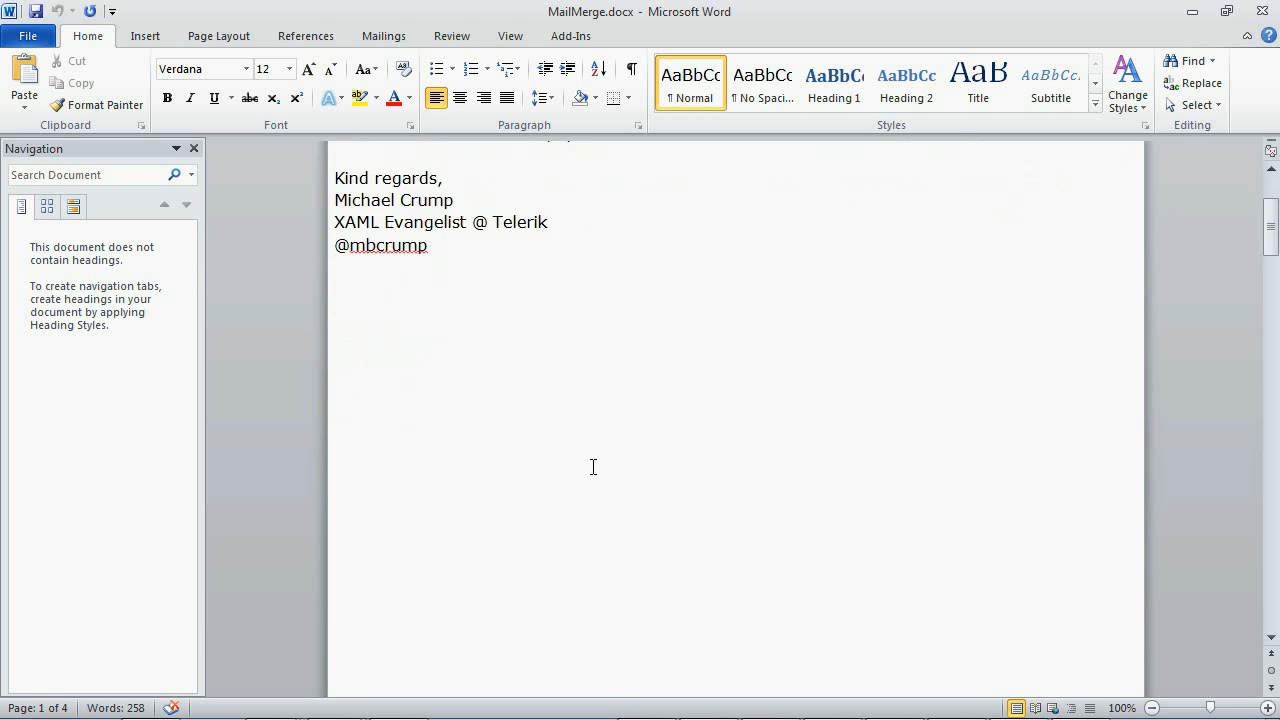 MailMerge.docx - Microsoft Word
File Home Insert Page Layout References Mailings Review View Add-Ins
Paste
Cut
Copy
Format Painter
Clipboard
Verdana 12
Font
Paragraph
AaBbCc AaBbCc AaBbC AaBbCc AaB AaBbCc.
¶ Normal ¶ No Spaci... Heading 1 Heading 2 Title Subtitle
Change
Styles
Styles
Find
Replace
Select
Editing
Navigation
Search Document
This document does not
contain headings.
To create navigation tabs,
create headings in your
document by applying
Heading Styles.
Kind regards,
Michael Crump
XAML Evangelist @ Telerik
@mbcrump
Page: 1 of 4 Words: 258 100%